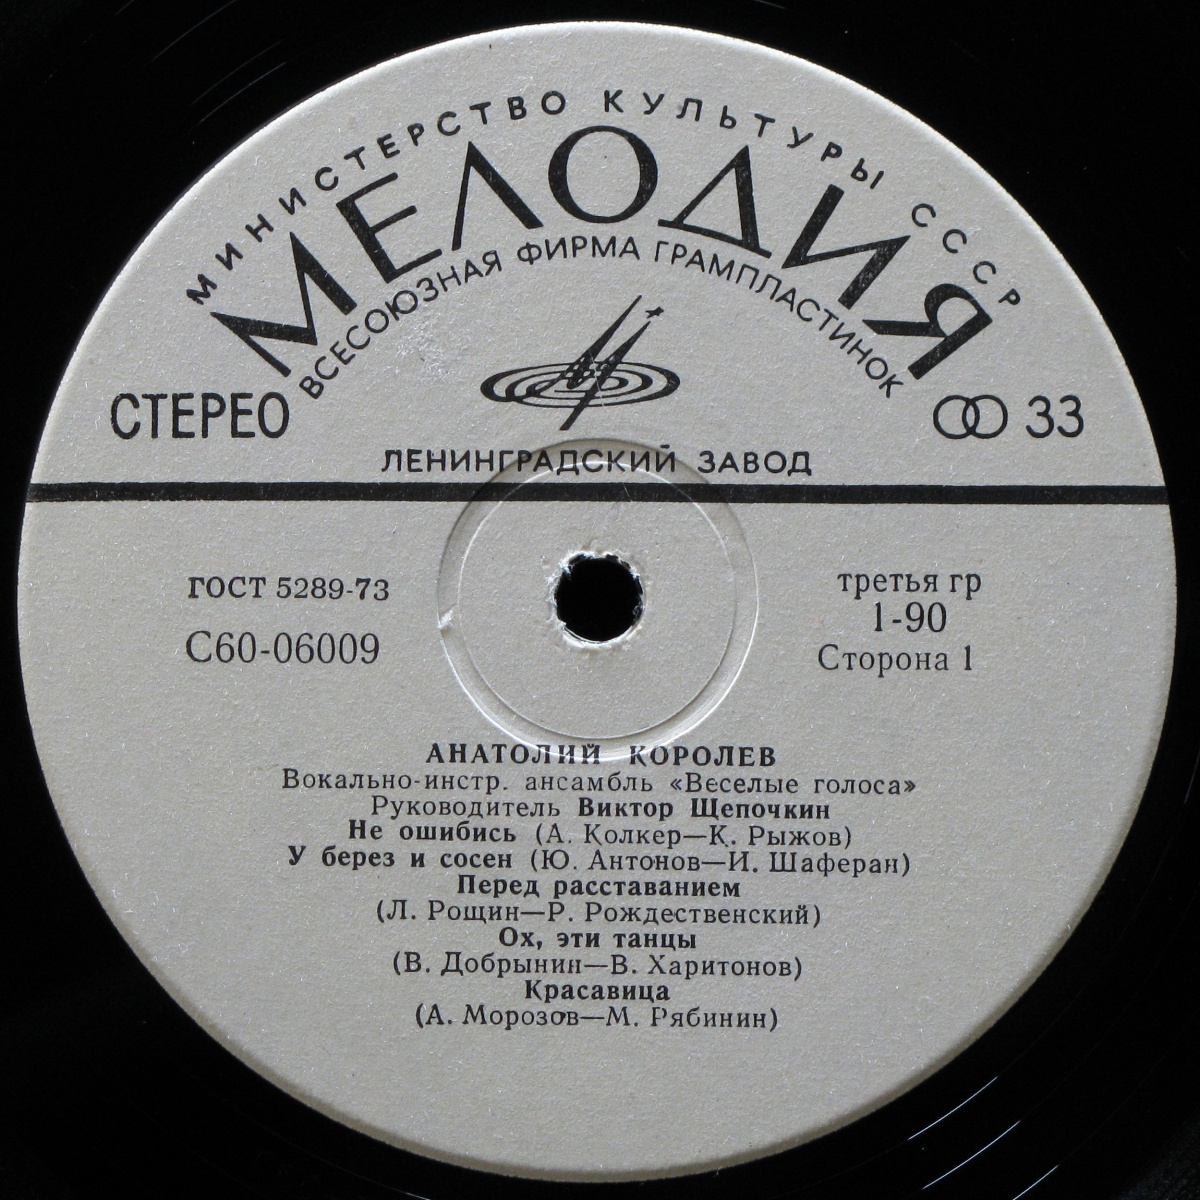 МИНИСТЕРСТВО КУЛЬТУРЫ СССР
МЕЛОДИЯ
ВСЕСОЮЗНАЯ ФИРМА ГРАМПЛАСТИНОК
СТЕРЕО
33
ЛЕНИНГРАДСКИЙ ЗАВОД
ГОСТ 5289-73
С60-06009
третья гр
1-90
Сторона 1
АНАТОЛИЙ КОРОЛЕВ
Вокально-инстр. ансамбль «Веселые голоса»
Руководитель Виктор Щепочкин
Не ошибись (А. Колкер—К. Рыжов)
У берез и сосен (Ю. Антонов—И. Шаферан)
Перед расставанием
(Л. Рощин—Р. Рождественский)
Ох, эти танцы
(В. Добрынин—В. Харитонов)
Красавица
(А. Морозов—М. Рябинин)